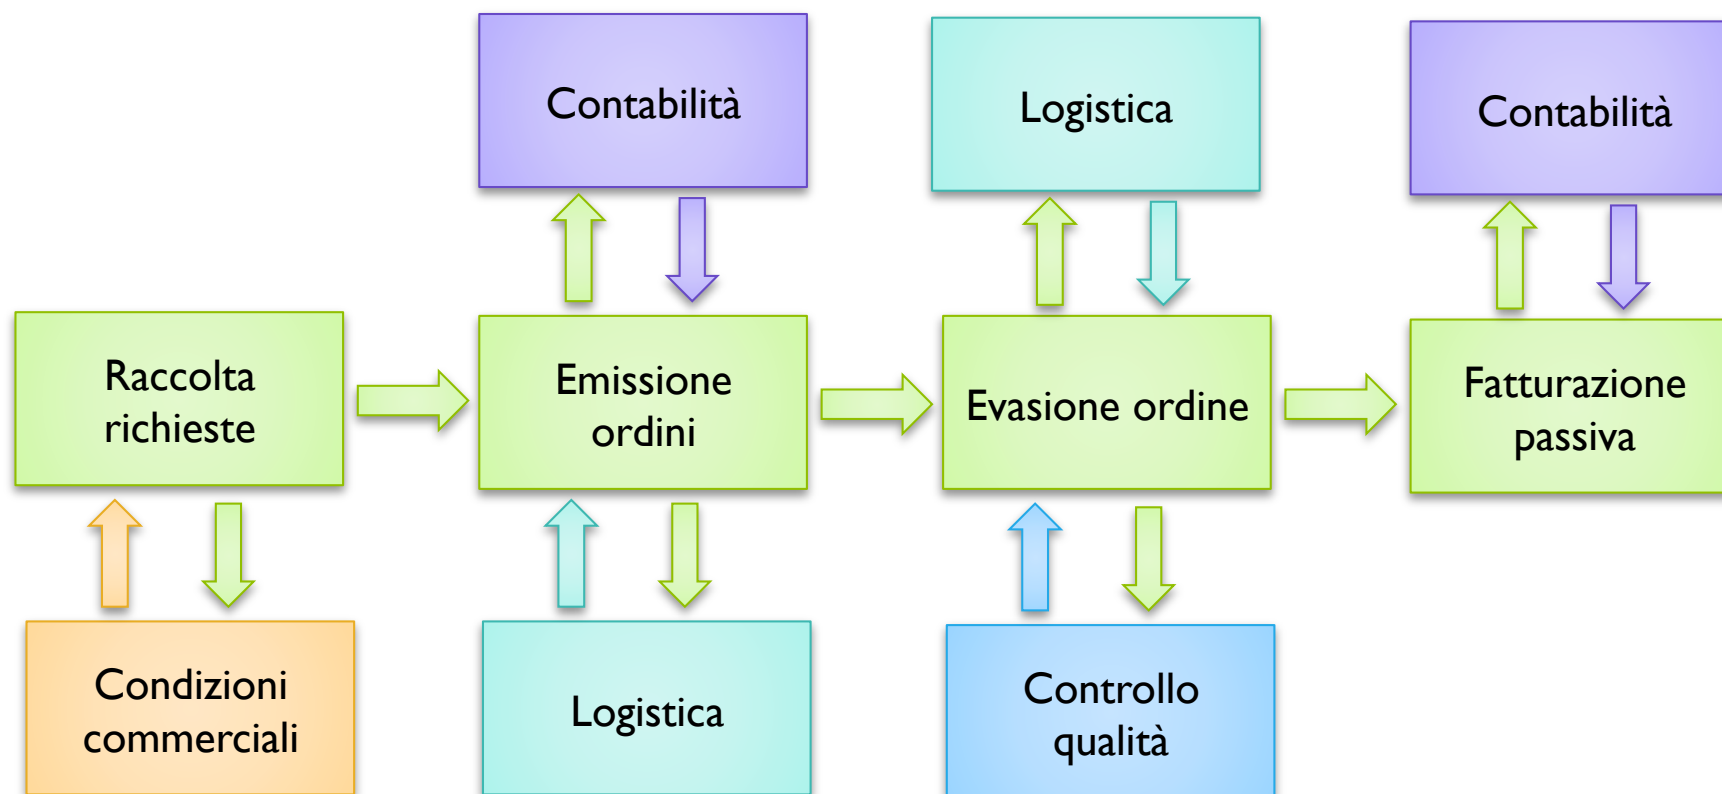 Contabilità
Logistica
Contabilità
Raccolta
richieste
Emissione
ordini
Evasione ordine
Fatturazione
passiva
Condizioni
commerciali
Logistica
Controllo
qualità